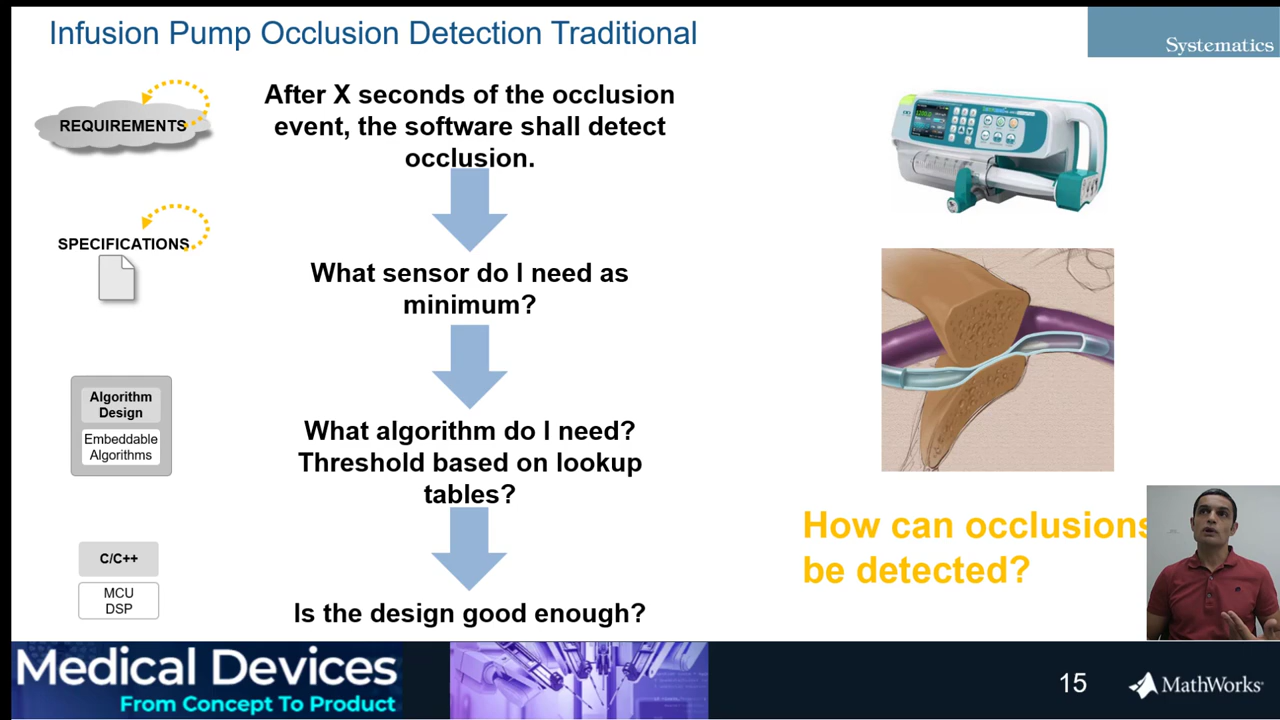 Infusion Pump Occlusion Detection Traditional
Systematics
REQUIREMENTS
After X seconds of the occlusion
event, the software shall detect
occlusion.
SPECIFICATIONS
What sensor do I need as
minimum?
Algorithm
Design
Embeddable
Algorithms
What algorithm do I need?
Threshold based on lookup
tables?
How can occlusions
be detected?
C/C++
MCU
DSP
Is the design good enough?
Medical Devices
From Concept To Product
15
MathWorks